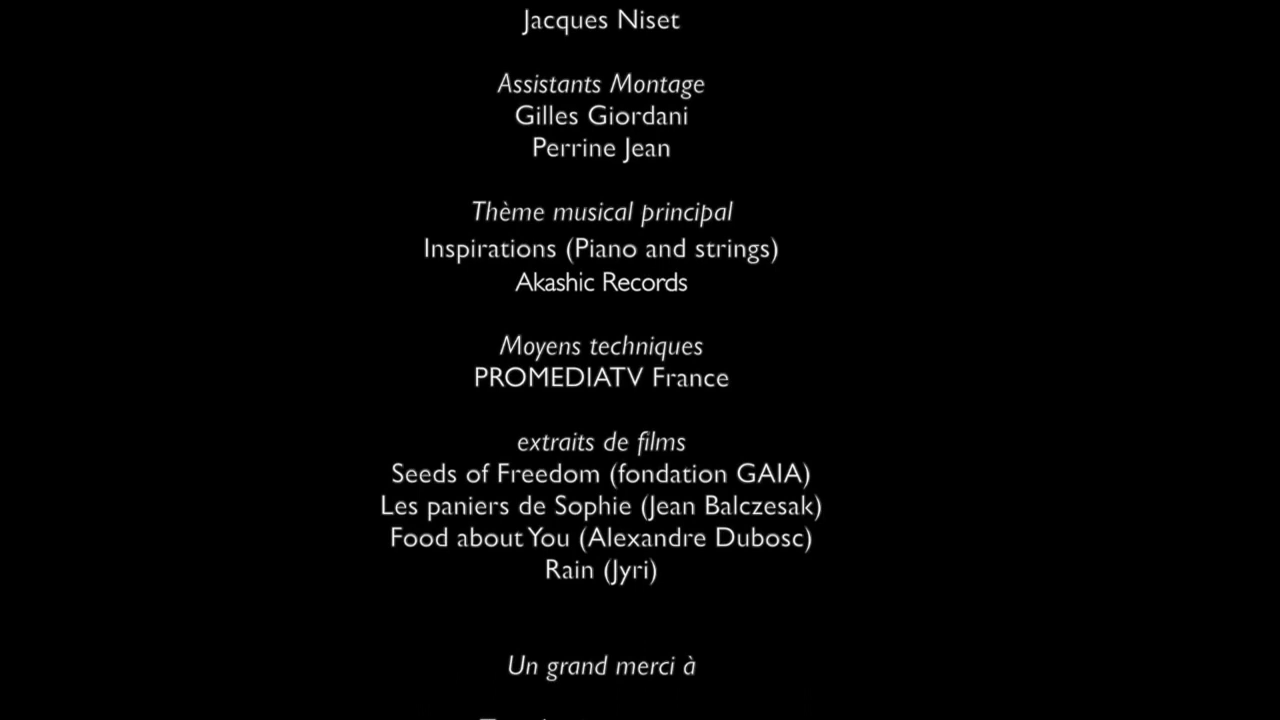 Jacques Niset
Assistants Montage
Gilles Giordani
Perrine Jean
Thème musical principal
Inspirations (Piano and strings)
Akashic Records
Moyens techniques
PROMEDIATV France
extraits de films
Seeds of Freedom (fondation GAIA)
Les paniers de Sophie (Jean Balczesak)
Food about You (Alexandre Dubosc)
Rain (Jyri)
Un grand merci à